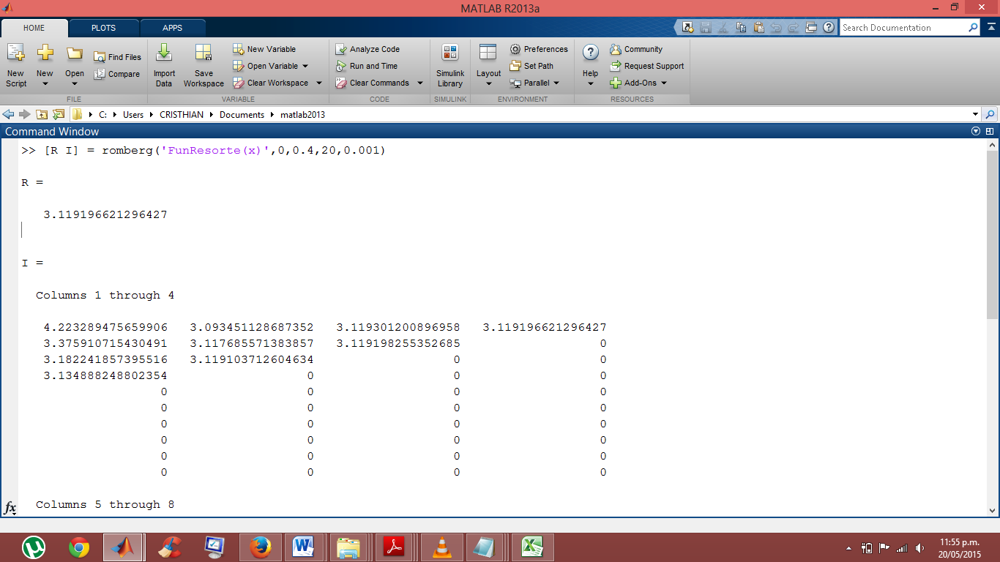 MATLAB R2013a
HOME PLOTS APPS Search Documentation
New Script New Open Find Files Compare Import Data Save Workspace New Variable Open Variable Clear Workspace Analyze Code Run and Time Clear Commands Simulink Library Layout Preferences Set Path Parallel Help Community Request Support Add-Ons
FILE VARIABLE CODE SIMULINK ENVIRONMENT RESOURCES
C: Users CRISTHIAN Documents matlab2013
Command Window
>> [R I] = romberg('FunResorte(x)',0,0.4,20,0.001)
R =
3.119196621296427
I =
Columns 1 through 4
4.223289475659906 3.093451128687352 3.119301200896958 3.119196621296427
3.375910715430491 3.117685571383857 3.119198255352685 0
3.182241857395516 3.119103712604634 0 0
3.134888248802354 0 0 0
0 0 0 0
0 0 0 0
0 0 0 0
0 0 0 0
0 0 0 0
0 0 0 0
fx Columns 5 through 8
11:55 p.m.
20/05/2015